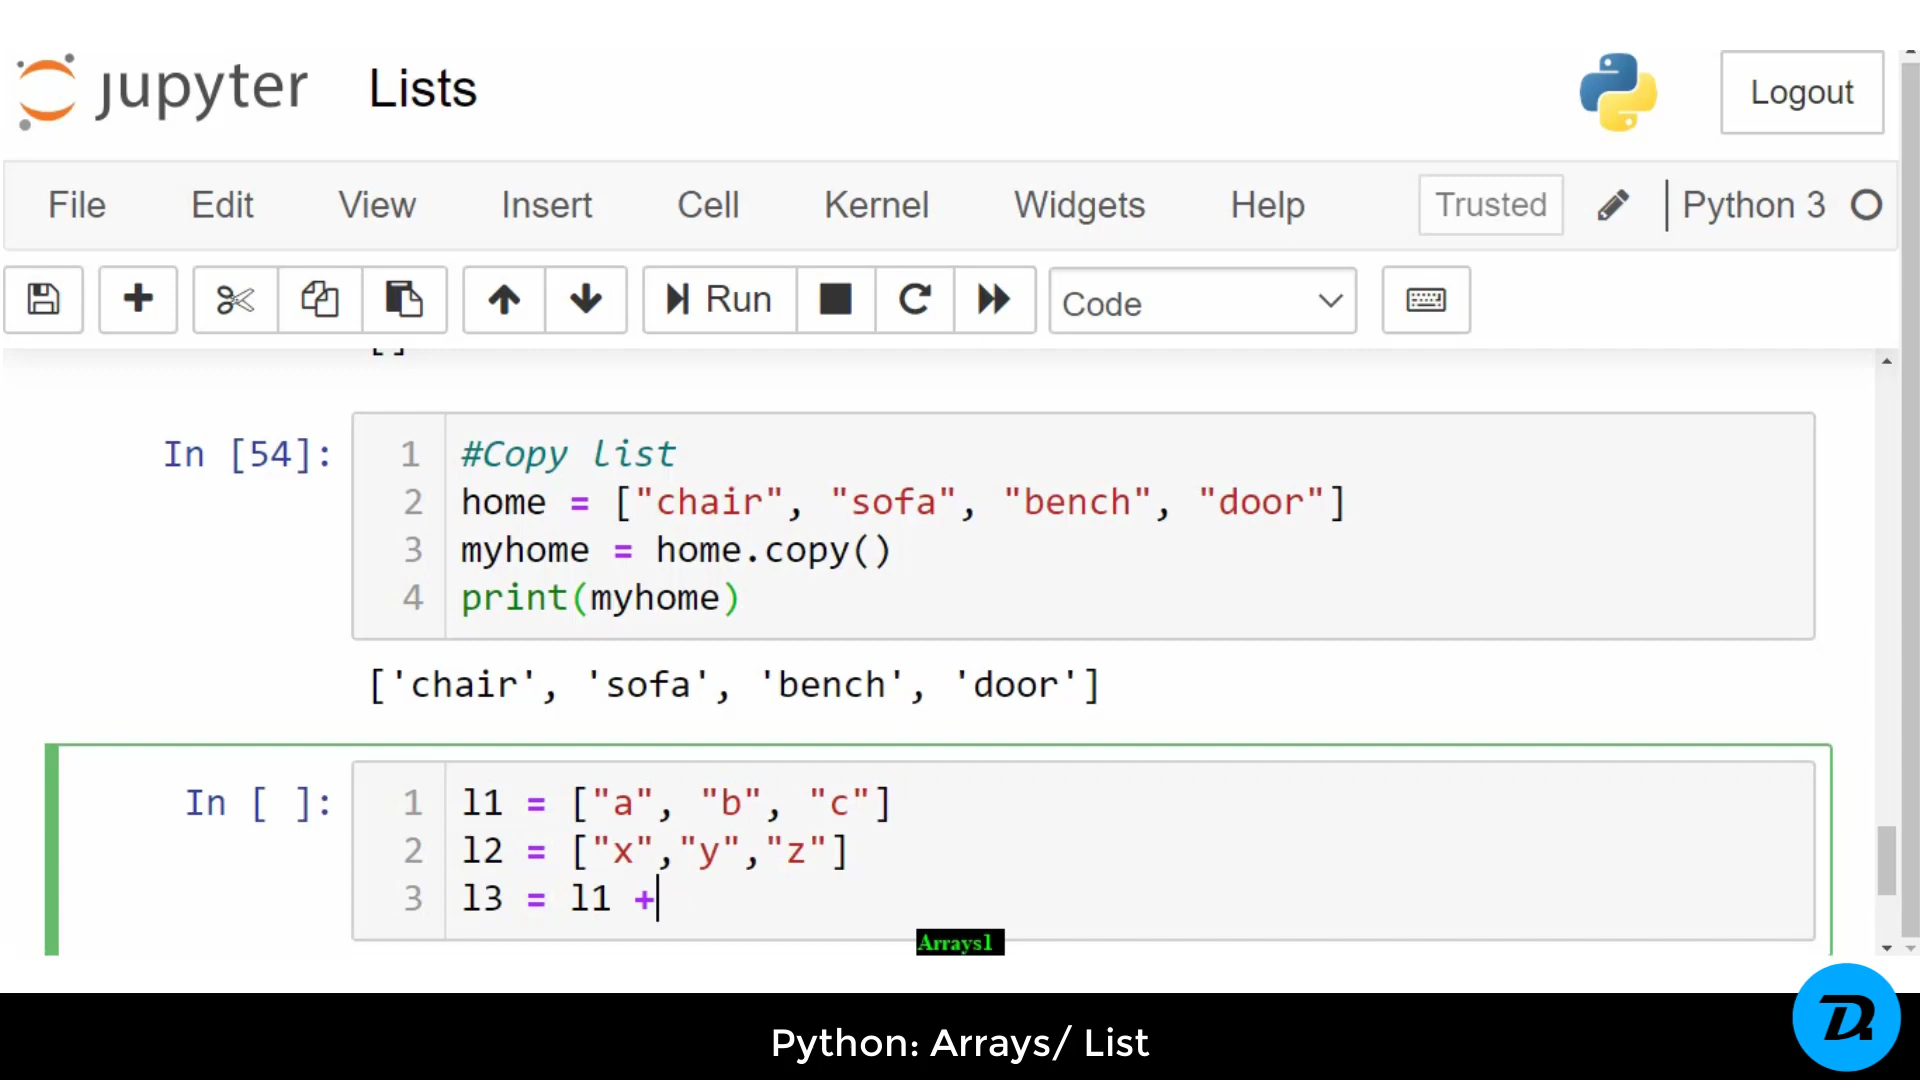 jupyter Lists
Logout
File Edit View Insert Cell Kernel Widgets Help Trusted Python 3
Run Code
[]
In [54]:
1 #Copy list
2 home = ["chair", "sofa", "bench", "door"]
3 myhome = home.copy()
4 print(myhome)
['chair', 'sofa', 'bench', 'door']
In [ ]:
1 l1 = ["a", "b", "c"]
2 l2 = ["x","y","z"]
3 l3 = l1 +
Arrays1
Python: Arrays/ List